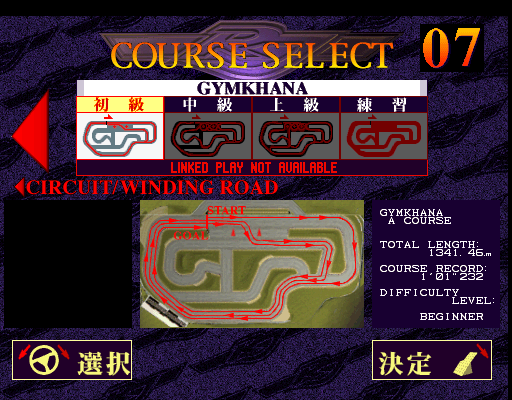 COURSE SELECT
07
GYMKHANA
初級 中級 上級 練習
LINKED PLAY NOT AVAILABLE
CIRCUIT/WINDING ROAD
START
GOAL
GYMKHANA
A COURSE
TOTAL LENGTH:
1341.46m
COURSE RECORD:
1'01"232
DIFFICULTY
LEVEL:
BEGINNER
選択
決定